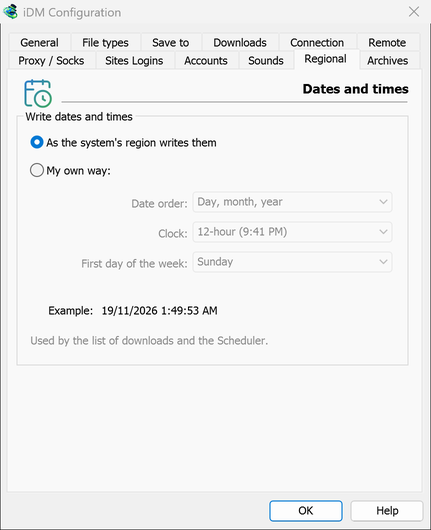 iDM Configuration
General File types Save to Downloads Connection Remote
Proxy / Socks Sites Logins Accounts Sounds Regional Archives
Dates and times
Write dates and times
As the system's region writes them
My own way:
Date order: Day, month, year
Clock: 12-hour (9:41 PM)
First day of the week: Sunday
Example: 19/11/2026 1:49:53 AM
Used by the list of downloads and the Scheduler.
OK Help